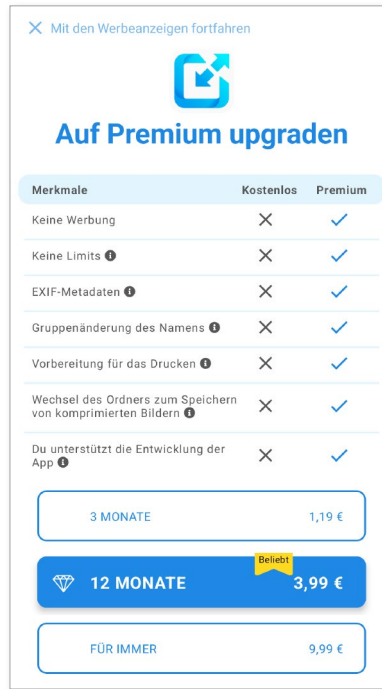 Mit den Werbeanzeigen fortfahren
Auf Premium upgraden
Merkmale Kostenlos Premium
Keine Werbung
Keine Limits
EXIF-Metadaten
Gruppenänderung des Namens
Vorbereitung für das Drucken
Wechsel des Ordners zum Speichern
von komprimierten Bildern
Du unterstützt die Entwicklung der
App
3 MONATE 1,19 €
Beliebt
12 MONATE 3,99 €
FÜR IMMER 9,99 €